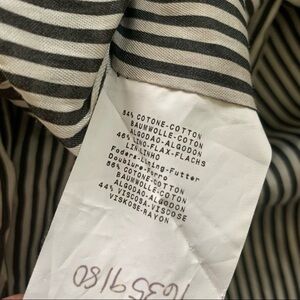 54% COTONE-COTTON
BAUMWOLLE-COTON
ALGODAO-ALGODON
46% LINO-FLAX-FLACHS
LIN-LINHO
Fodera-Lining-Futter
Doublure-Forro
56% COTONE-COTTON
BAUMWOLLE-COTON
ALGODAO-ALGODON
44% VISCOSA-VISCOSE
VISKOSE-RAYON